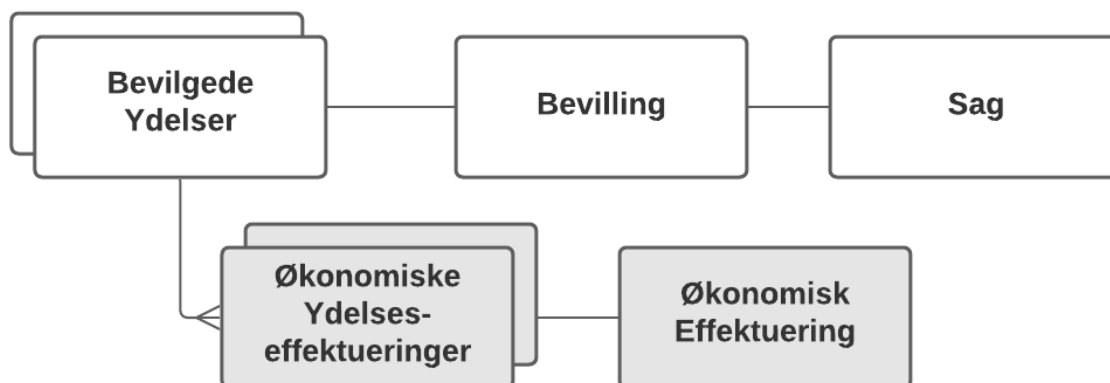 Bevilgede
Ydelser
Bevilling
Sag
Økonomiske
Ydelses-
effektueringer
Økonomisk
Effektuering